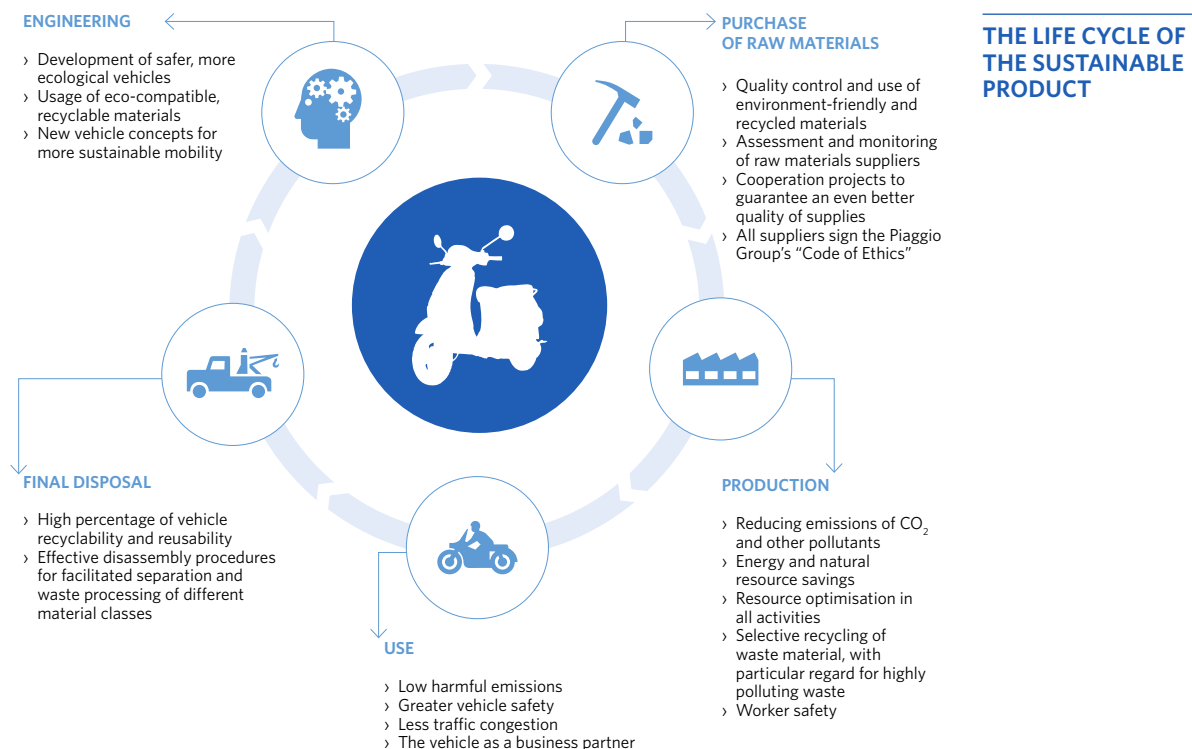 THE LIFE CYCLE OF
THE SUSTAINABLE
PRODUCT
ENGINEERING
› Development of safer, more
ecological vehicles
› Usage of eco-compatible,
recyclable materials
› New vehicle concepts for
more sustainable mobility
PURCHASE
OF RAW MATERIALS
› Quality control and use of
environment-friendly and
recycled materials
› Assessment and monitoring
of raw materials suppliers
› Cooperation projects to
guarantee an even better
quality of supplies
› All suppliers sign the Piaggio
Group's “Code of Ethics”
PRODUCTION
› Reducing emissions of CO₂
and other pollutants
› Energy and natural
resource savings
› Resource optimisation in
all activities
› Selective recycling of
waste material, with
particular regard for highly
polluting waste
› Worker safety
USE
› Low harmful emissions
› Greater vehicle safety
› Less traffic congestion
› The vehicle as a business partner
FINAL DISPOSAL
› High percentage of vehicle
recyclability and reusability
› Effective disassembly procedures
for facilitated separation and
waste processing of different
material classes